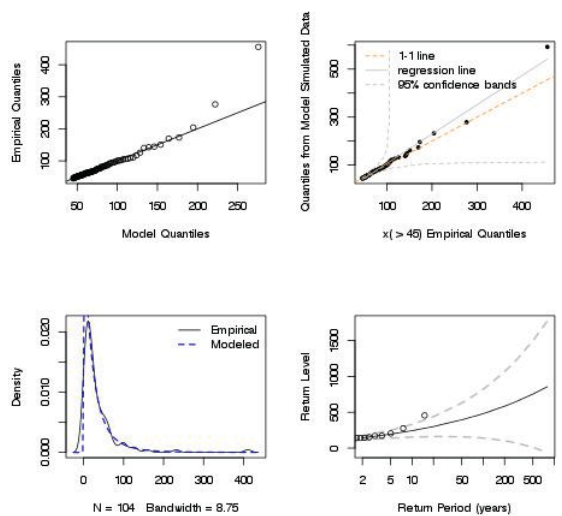 Empirical Quantiles
400
300
200
100
50 100 150 200 250
Model Quantiles
Quantiles from Model Simulated Data
500
300
100
1-1 line
regression line
95% confidence bands
100 200 300 400
x( > 45) Empirical Quantiles
Density
0.020
0.010
0.000
Empirical
Modeled
0 100 200 300 400
N = 104 Bandwidth = 8.75
Return Level
1500
1000
500
0
2 5 10 50 200 500
Return Period (years)